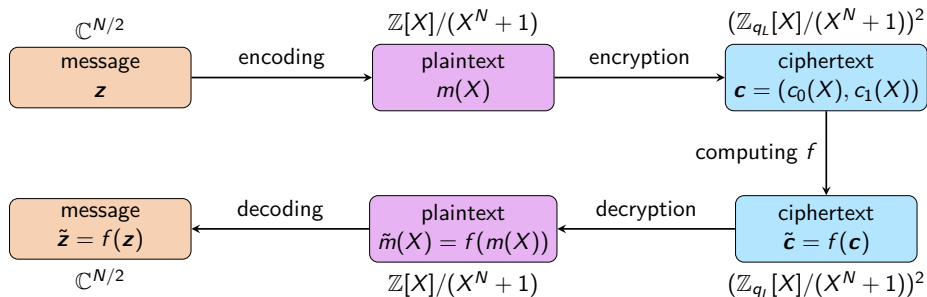 ℂ^{N/2}
ℤ[X]/(X^N + 1)
(ℤ_{q_L}[X]/(X^N + 1))^2
message
z
encoding
plaintext
m(X)
encryption
ciphertext
c = (c_0(X), c_1(X))
computing f
message
z̃ = f(z)
decoding
plaintext
m̃(X) = f(m(X))
decryption
ciphertext
c̃ = f(c)
ℂ^{N/2}
ℤ[X]/(X^N + 1)
(ℤ_{q_l}[X]/(X^N + 1))^2